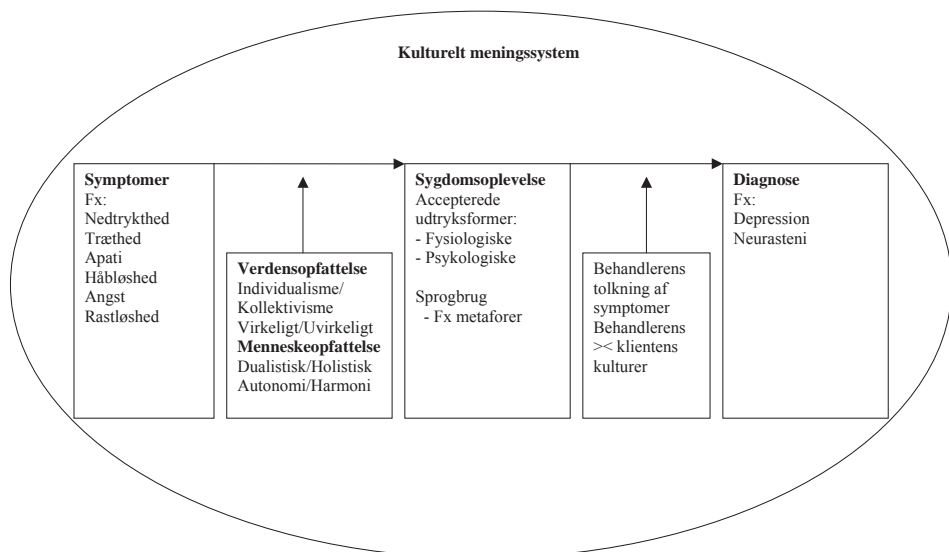 Kulturelt meningssystem
Symptomer
Fx:
Nedtrykthed
Træthed
Apati
Håbløshed
Angst
Rastløshed
Verdensopfattelse
Individualisme/
Kollektivisme
Virkeligt/Uvirkeligt
Menneskeopfattelse
Dualistisk/Holistisk
Autonomi/Harmoni
Sygdomsoplevelse
Accepterede
udtryksformer:
- Fysiologiske
- Psykologiske
Sprogbrug
- Fx metaforer
Behandlerens
tolkning af
symptomer
Behandlerens
>< klientens
kulturer
Diagnose
Fx:
Depression
Neurasteni